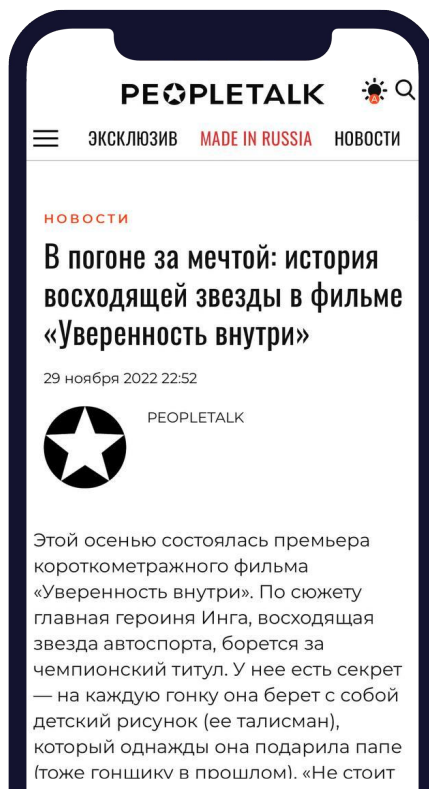 PEOPLETALK
ЭКСКЛЮЗИВ MADE IN RUSSIA НОВОСТИ
НОВОСТИ
В погоне за мечтой: история
восходящей звезды в фильме
«Уверенность внутри»
29 ноября 2022 22:52
PEOPLETALK
Этой осенью состоялась премьера
короткометражного фильма
«Уверенность внутри». По сюжету
главная героиня Инга, восходящая
звезда автоспорта, борется за
чемпионский титул. У нее есть секрет
— на каждую гонку она берет с собой
детский рисунок (ее талисман),
который однажды она подарила папе
(тоже гонщику в прошлом). «Не стоит